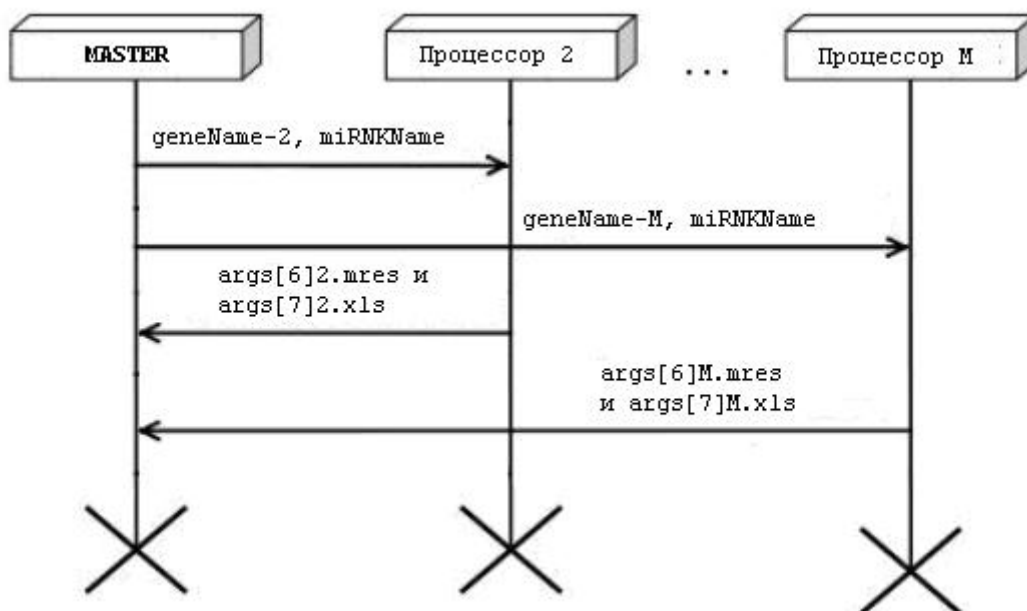 MASTER
Процессор 2
...
Процессор М
geneName-2, miRNKName
geneName-M, miRNKName
args[6]2.mres и
args[7]2.xls
args[6]M.mres
и args[7]M.xls